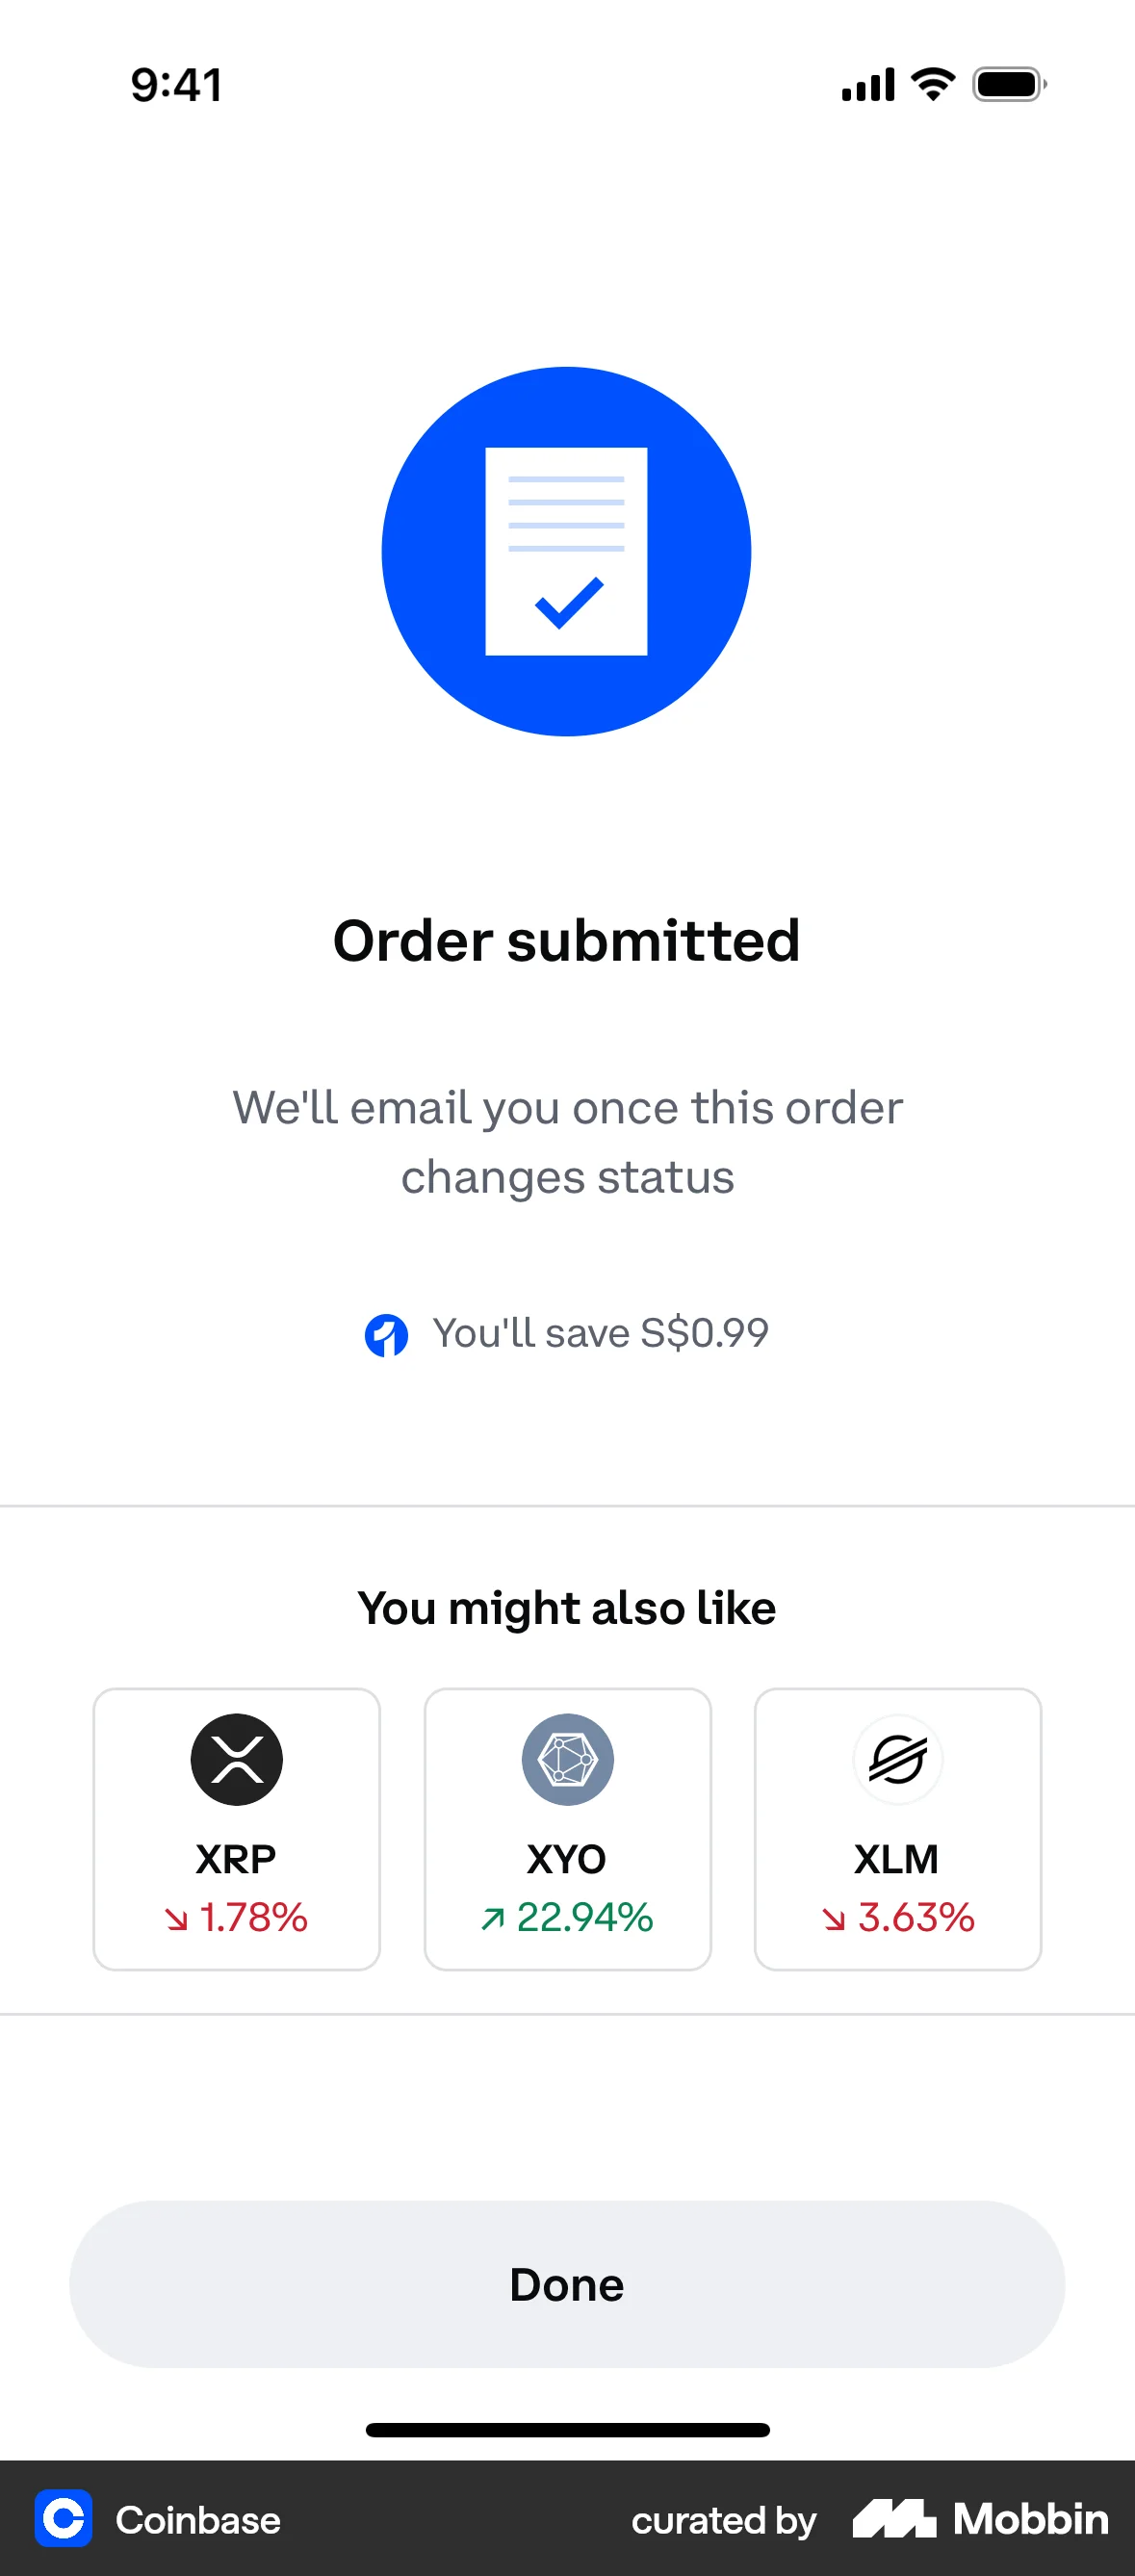 9:41
Order submitted
We'll email you once this order
changes status
You'll save S$0.99
You might also like
XRP
↘ 1.78%
XYO
↗ 22.94%
XLM
↘ 3.63%
Done
Coinbase
curated by Mobbin